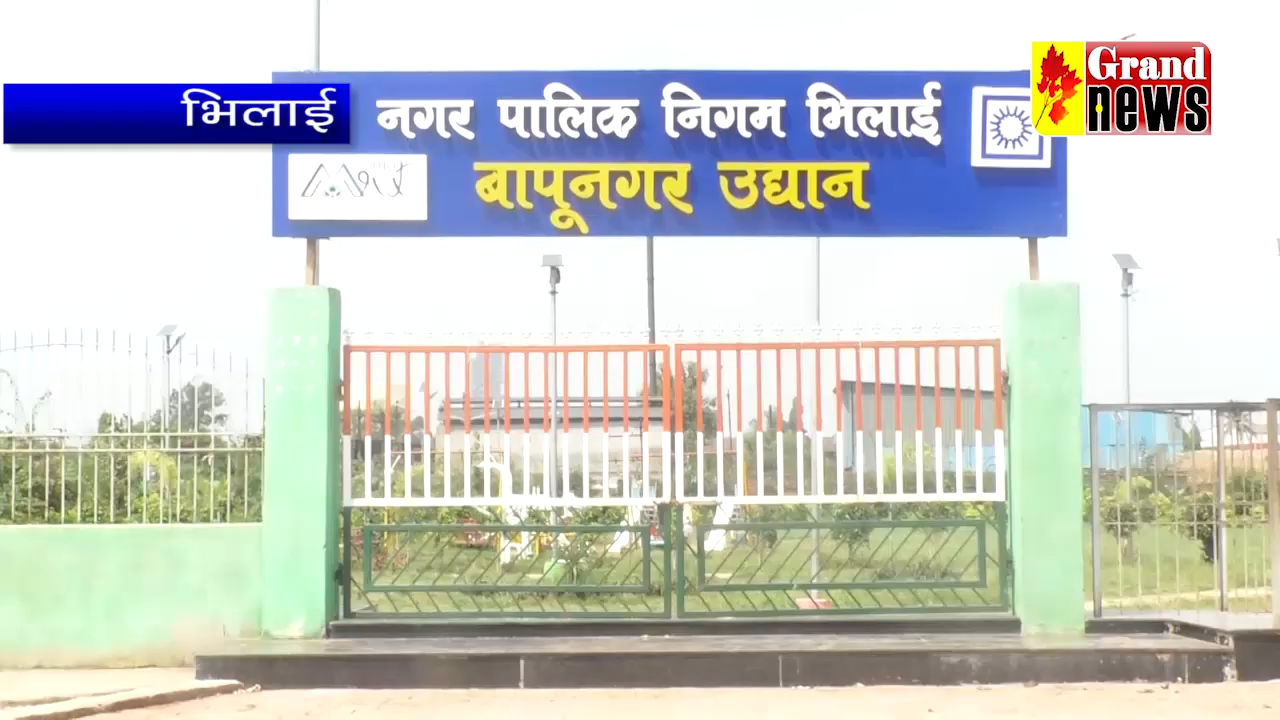 भिलाई
नगर पालिक निगम भिलाई
बापूनगर उद्यान
Grand
news